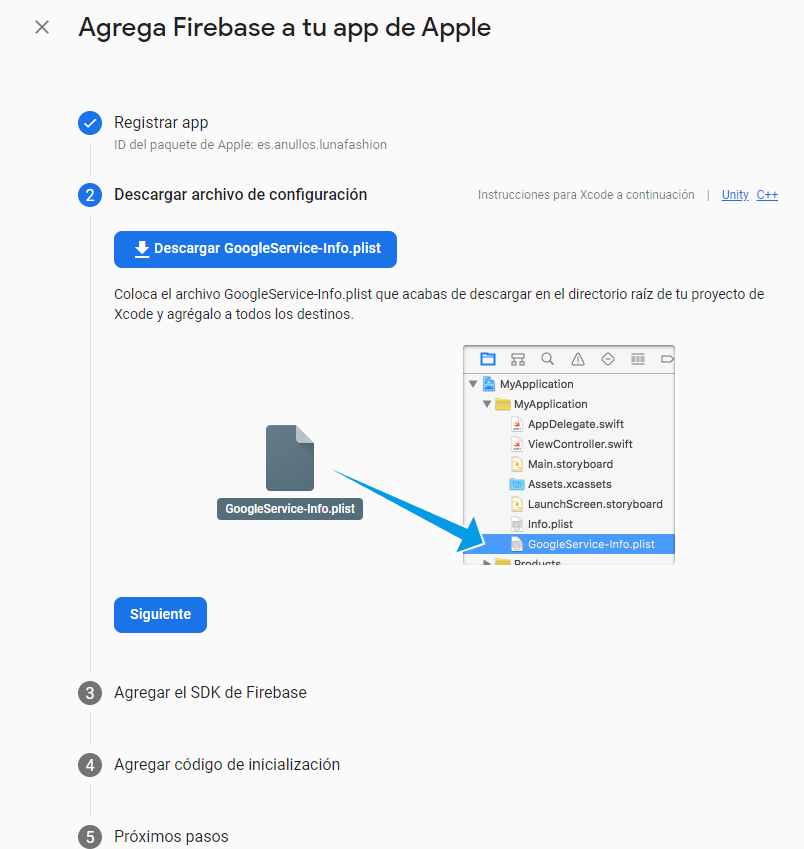 Agrega Firebase a tu app de Apple
Registrar app
ID del paquete de Apple: es.anullos.lunafashion
2 Descargar archivo de configuración
Instrucciones para Xcode a continuación | Unity C++
Descargar GoogleService-Info.plist
Coloca el archivo GoogleService-Info.plist que acabas de descargar en el directorio raíz de tu proyecto de
Xcode y agrégalo a todos los destinos.
MyApplication
MyApplication
AppDelegate.swift
ViewController.swift
Main.storyboard
Assets.xcassets
LaunchScreen.storyboard
Info.plist
GoogleService-Info.plist
Products
GoogleService-Info.plist
Siguiente
3 Agregar el SDK de Firebase
4 Agregar código de inicialización
5 Próximos pasos